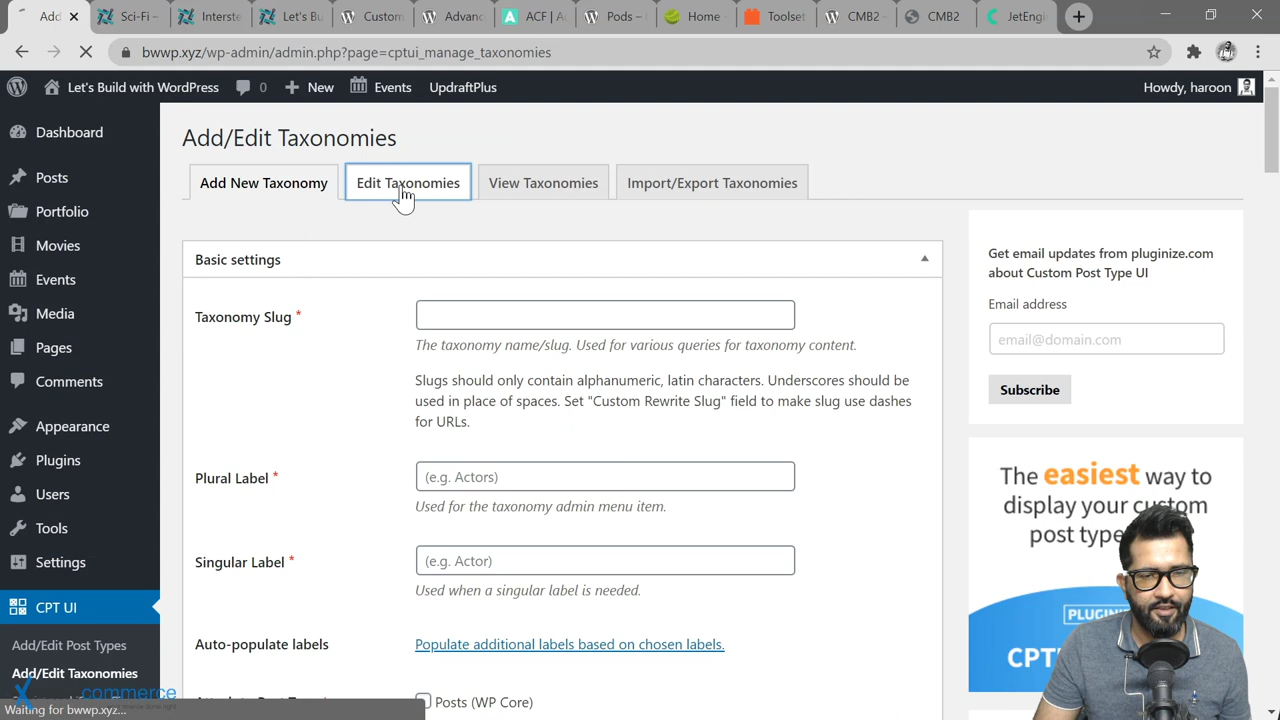 Add
Sci-Fi –
Interste
Let's Bu
Custom
Advanc
ACF | A
Pods –
Home -
Toolset
CMB2 –
CMB2
JetEngi
bwwp.xyz/wp-admin/admin.php?page=cptui_manage_taxonomies
Let's Build with WordPress
0
New
Events
UpdraftPlus
Howdy, haroon
Dashboard
Posts
Portfolio
Movies
Events
Media
Pages
Comments
Appearance
Plugins
Users
Tools
Settings
CPT UI
Add/Edit Post Types
Add/Edit Taxonomies
commerce
Waiting for bwwp.xyz...
Add/Edit Taxonomies
Add New Taxonomy
Edit Taxonomies
View Taxonomies
Import/Export Taxonomies
Basic settings
Taxonomy Slug *
The taxonomy name/slug. Used for various queries for taxonomy content.
Slugs should only contain alphanumeric, latin characters. Underscores should be
used in place of spaces. Set "Custom Rewrite Slug" field to make slug use dashes
for URLs.
Plural Label *
(e.g. Actors)
Used for the taxonomy admin menu item.
Singular Label *
(e.g. Actor)
Used when a singular label is needed.
Auto-populate labels
Populate additional labels based on chosen labels.
Posts (WP Core)
Get email updates from pluginize.com
about Custom Post Type UI
Email address
email@domain.com
Subscribe
The easiest way to
display your custom
post type
PLUGINIZE
CPT